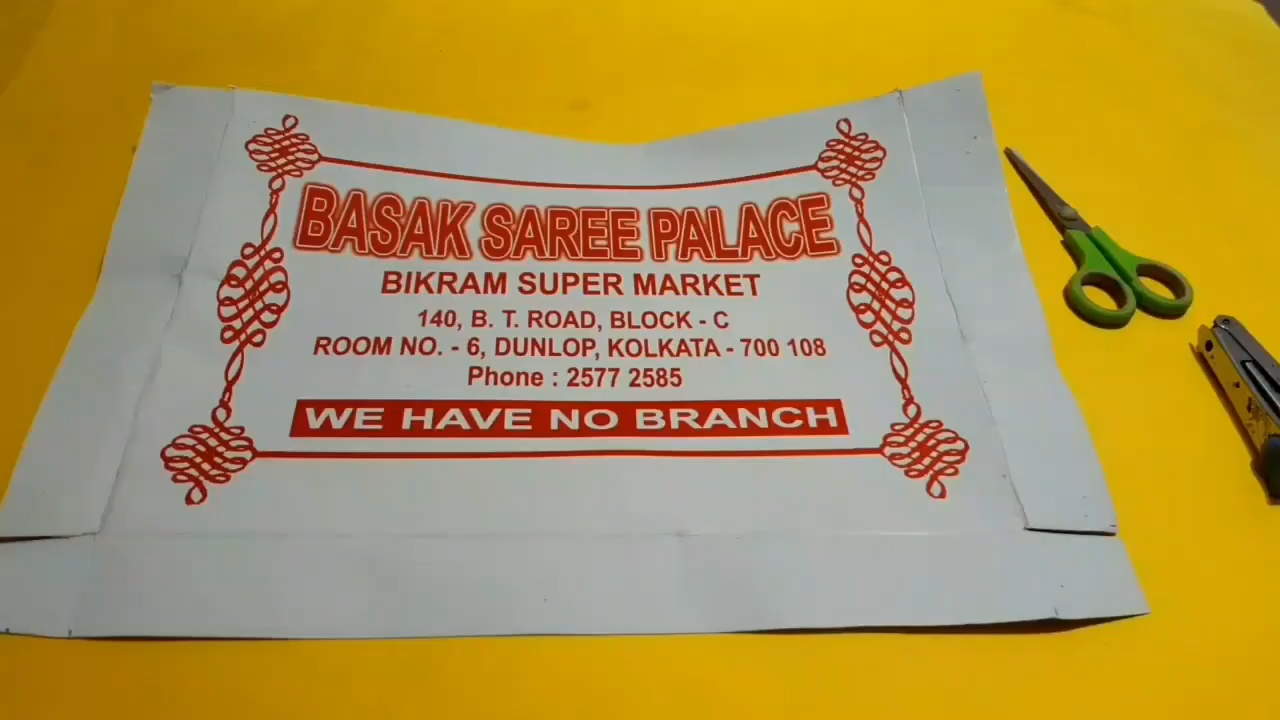 BASAK SAREE PALACE
BIKRAM SUPER MARKET
140, B. T. ROAD, BLOCK - C
ROOM NO. - 6, DUNLOP, KOLKATA - 700 108
Phone : 2577 2585
WE HAVE NO BRANCH